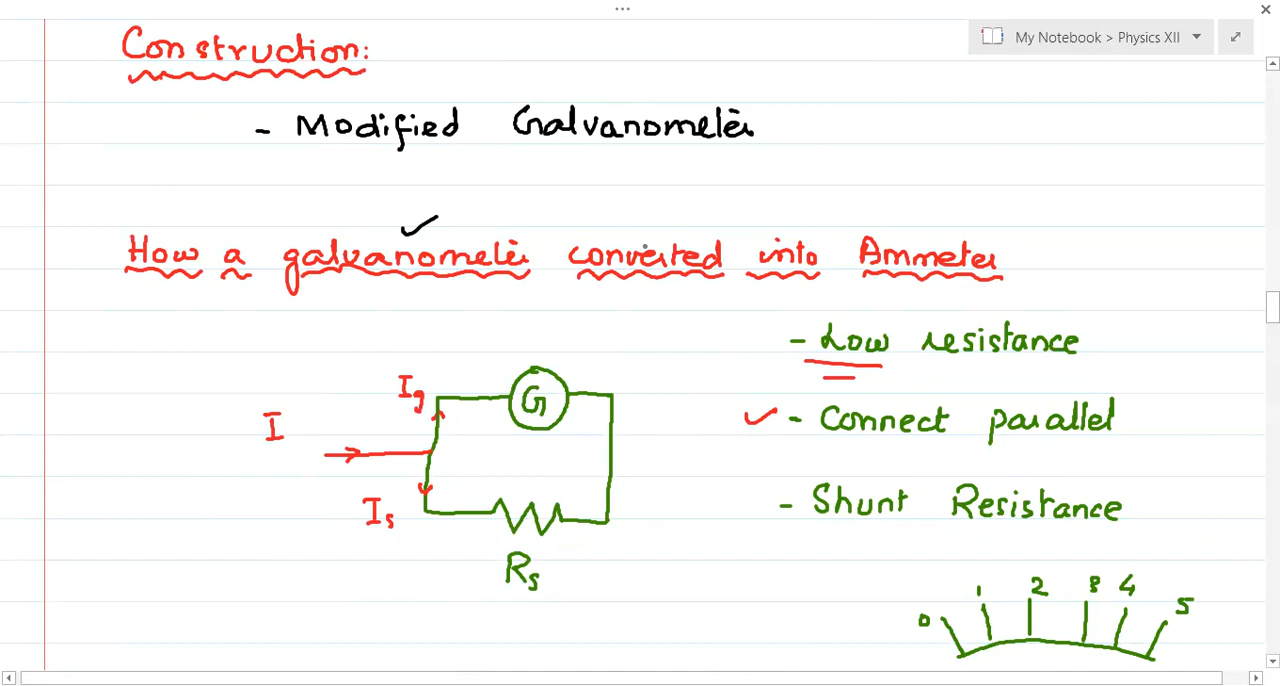 My Notebook > Physics XII
Construction:
- Modified Galvanometer
How a galvanometer converted into Ammeter
- Low resistance
Ig
G
I
- Connect parallel
Is
- Shunt Resistance
Rs
0 1 2 3 4 5